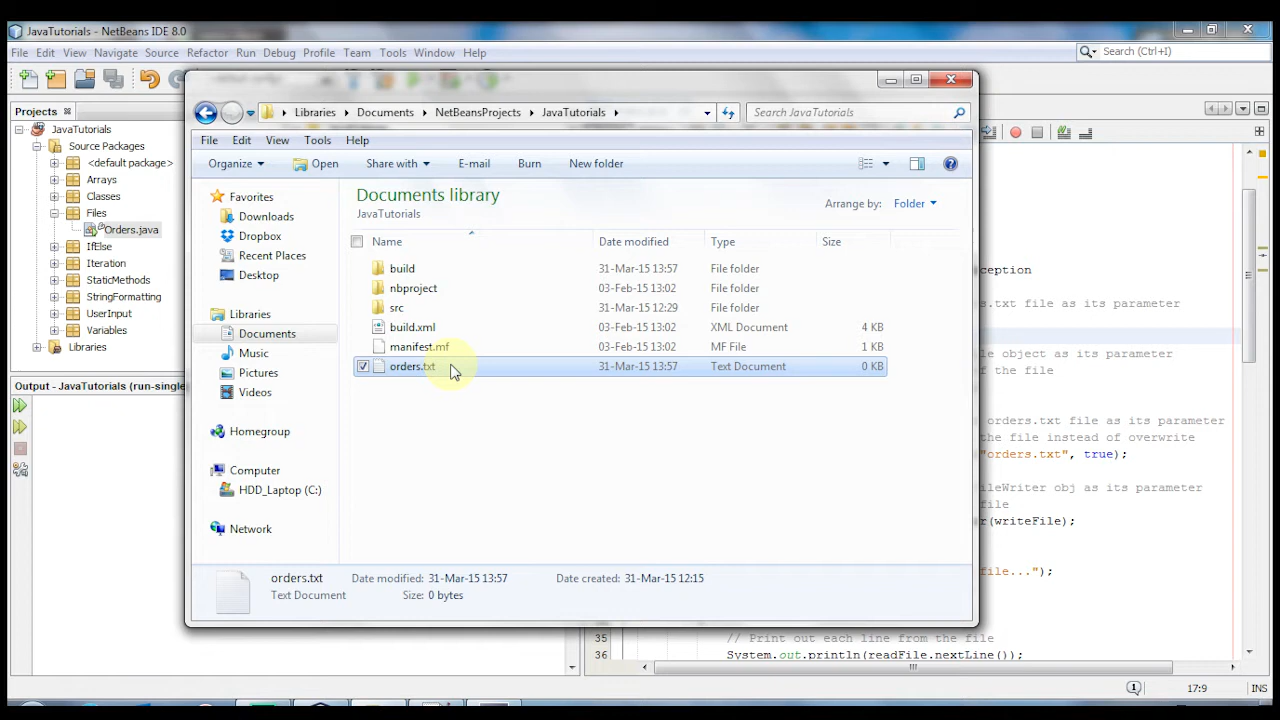 JavaTutorials - NetBeans IDE 8.0
File Edit View Navigate Source Refactor Run Debug Profile Team Tools Window Help
Search (Ctrl+I)
Projects
JavaTutorials
Source Packages
<default package>
Arrays
Classes
Files
Orders.java
IfElse
Iteration
StaticMethods
StringFormatting
UserInput
Variables
Libraries
Output - JavaTutorials (run-single)
Libraries Documents NetBeansProjects JavaTutorials
Search JavaTutorials
File Edit View Tools Help
Organize Open Share with E-mail Burn New folder
Favorites
Downloads
Dropbox
Recent Places
Desktop
Libraries
Documents
Music
Pictures
Videos
Homegroup
Computer
HDD_Laptop (C:)
Network
Documents library
JavaTutorials
Arrange by: Folder
Name Date modified Type Size
build 31-Mar-15 13:57 File folder
nbproject 03-Feb-15 13:02 File folder
src 31-Mar-15 12:29 File folder
build.xml 03-Feb-15 13:02 XML Document 4 KB
manifest.mf 03-Feb-15 13:02 MF File 1 KB
orders.txt 31-Mar-15 13:57 Text Document 0 KB
orders.txt Date modified: 31-Mar-15 13:57 Date created: 31-Mar-15 12:15
Text Document Size: 0 bytes
.txt file as its parameter
object as its parameter
f the file
orders.txt file as its parameter
the file instead of overwrite
"orders.txt", true);
obj as its parameter
file
(writeFile);
file...");
35 // Print out each line from the file
36 System.out.println(readFile.nextLine());
1 17:9 INS